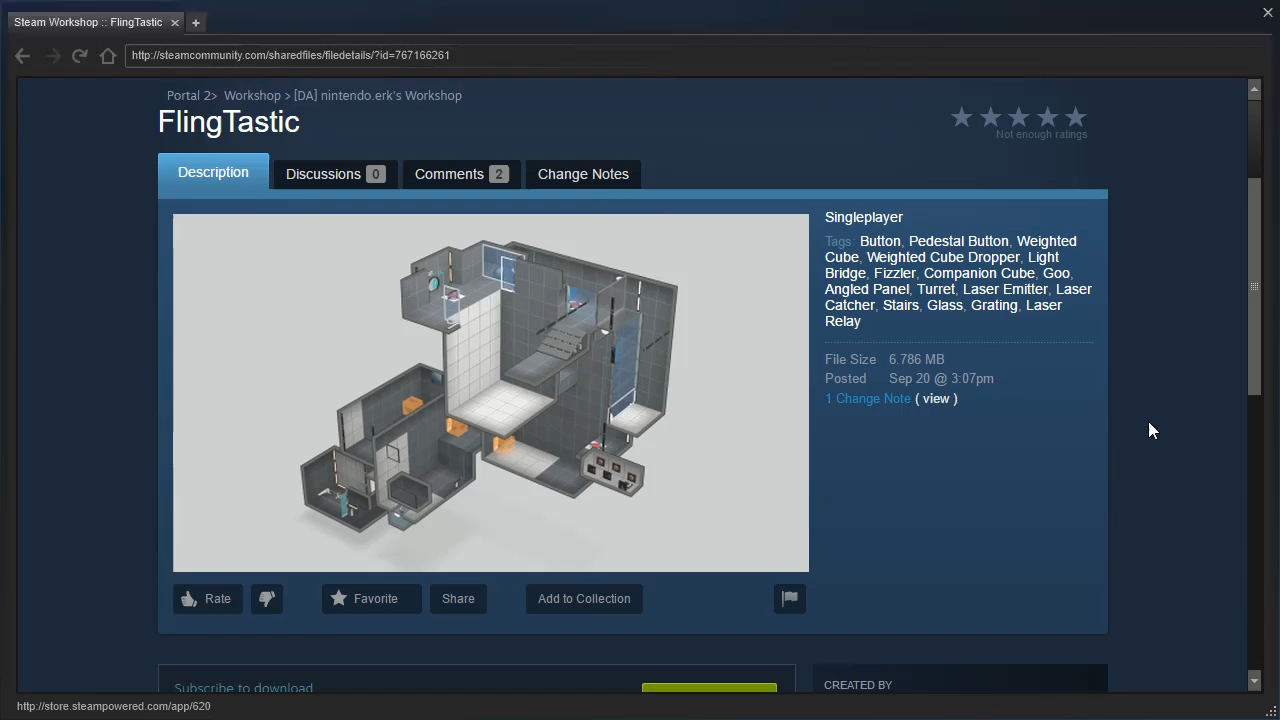 Steam Workshop :: FlingTastic
http://steamcommunity.com/sharedfiles/filedetails/?id=767166261
Portal 2> Workshop > [DA] nintendo.erk's Workshop
FlingTastic
Not enough ratings
Description
Discussions 0
Comments 2
Change Notes
Singleplayer
Tags: Button, Pedestal Button, Weighted
Cube, Weighted Cube Dropper, Light
Bridge, Fizzler, Companion Cube, Goo,
Angled Panel, Turret, Laser Emitter, Laser
Catcher, Stairs, Glass, Grating, Laser
Relay
File Size 6.786 MB
Posted Sep 20 @ 3:07pm
1 Change Note ( view )
Rate
Favorite
Share
Add to Collection
Subscribe to download
CREATED BY
http://store.steampowered.com/app/620